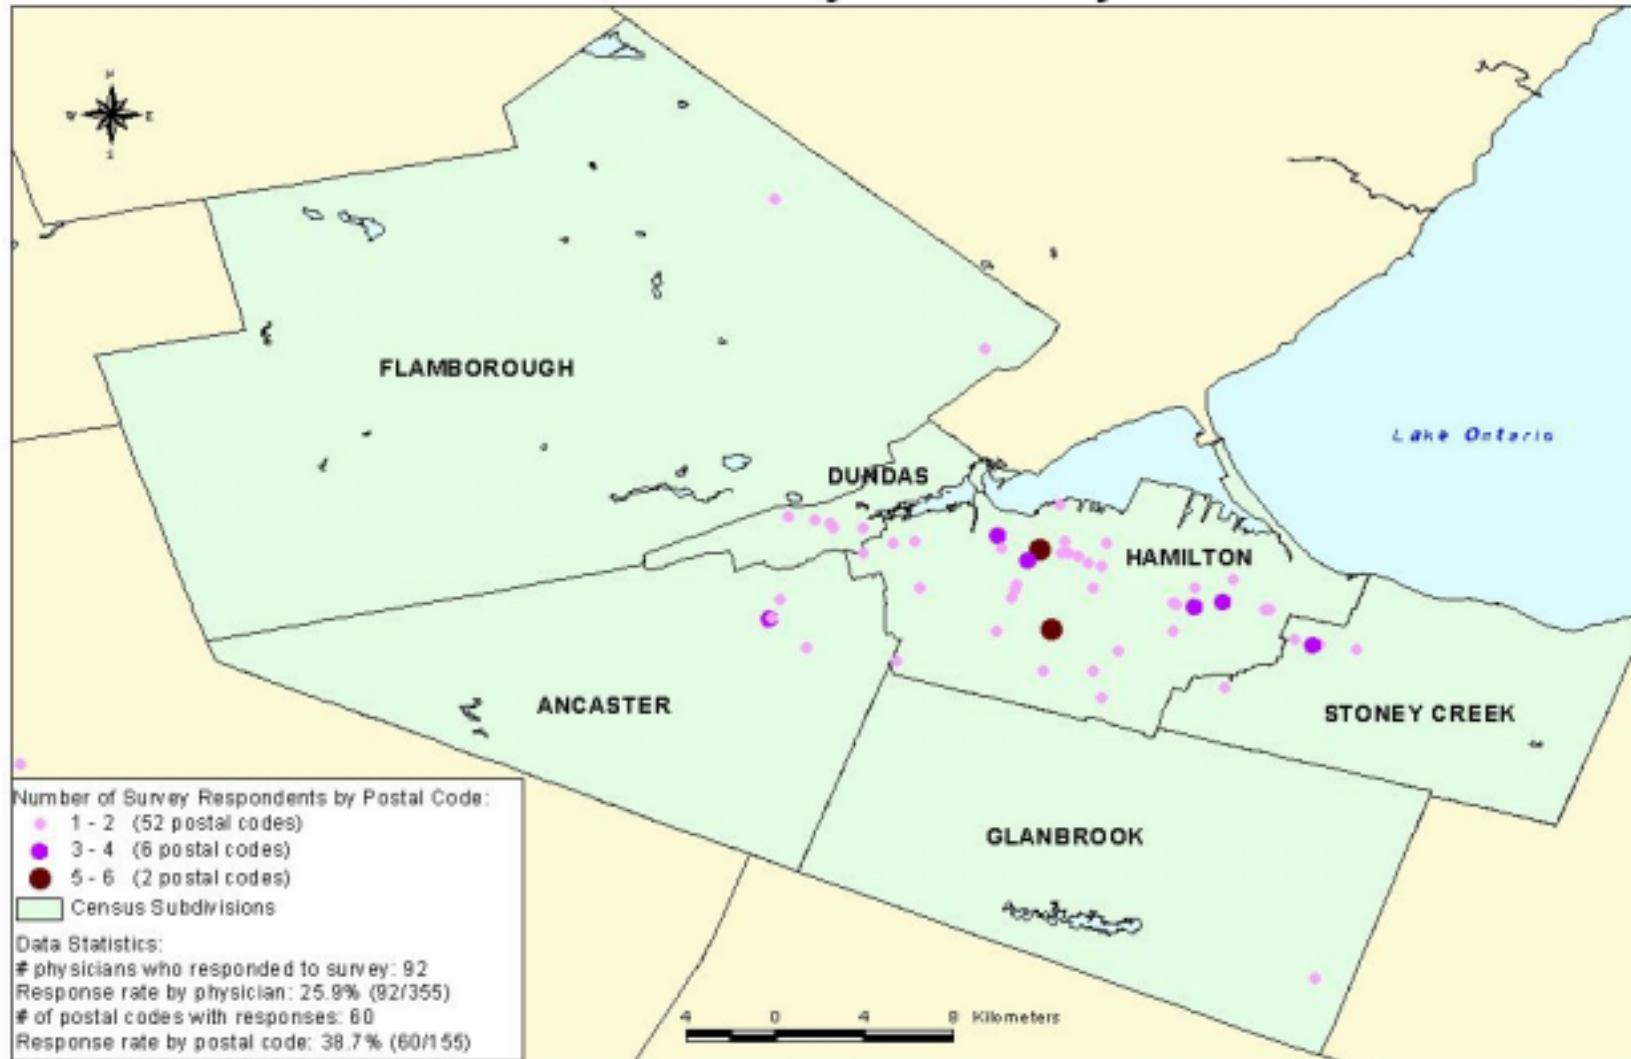 N
W E
S
FLAMBOROUGH
Lake Ontario
DUNDAS
HAMILTON
ANCASTER
STONEY CREEK
GLANBROOK
Number of Survey Respondents by Postal Code:
1 - 2 (52 postal codes)
3 - 4 (6 postal codes)
5 - 6 (2 postal codes)
Census Subdivisions
Data Statistics:
# physicians who responded to survey: 92
Response rate by physician: 25.9% (92/355)
# of postal codes with responses: 60
Response rate by postal code: 38.7% (60/155)
4 0 4 8 Kilometers